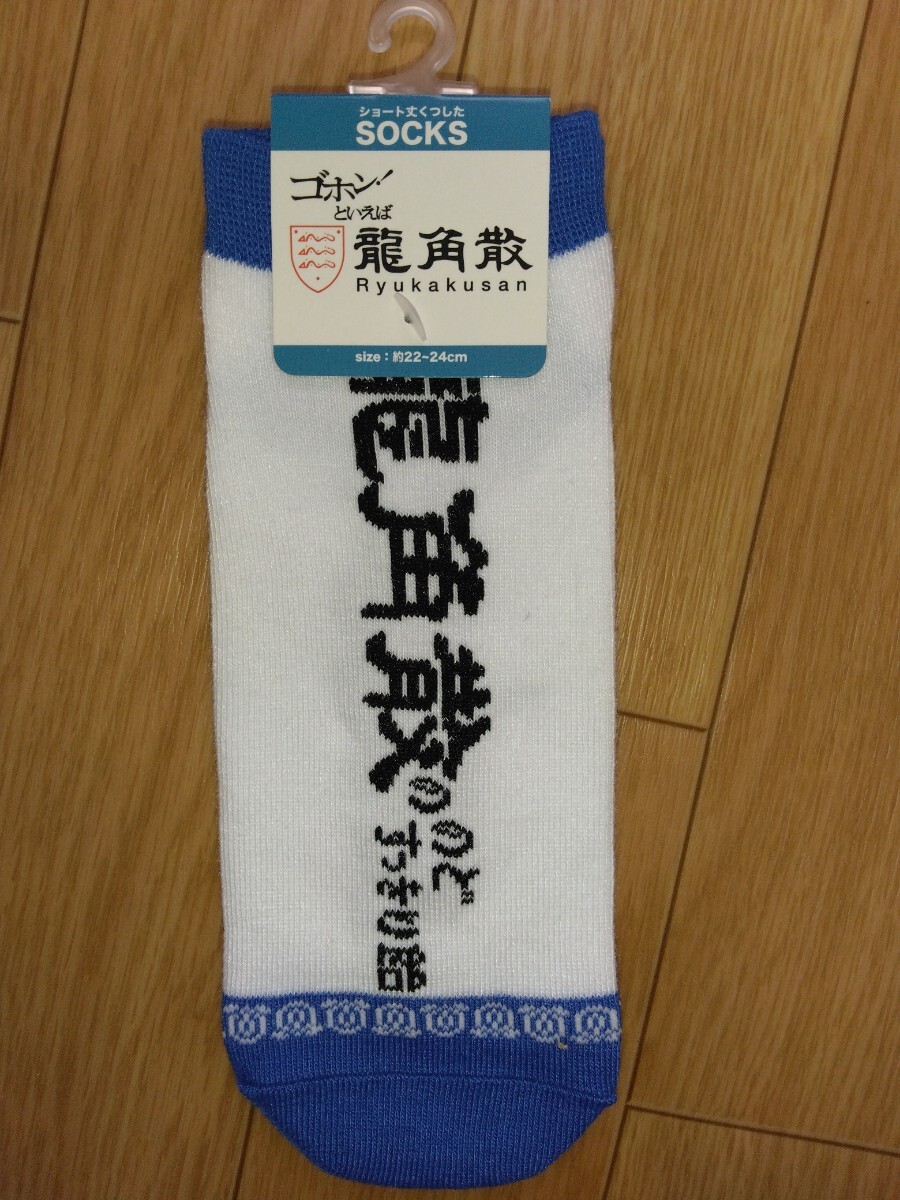 ショート丈くつした
SOCKS
ゴホン!
といえば
龍角散
Ryukakusan
size：約22~24cm
龍角散の
のど
すっきり飴